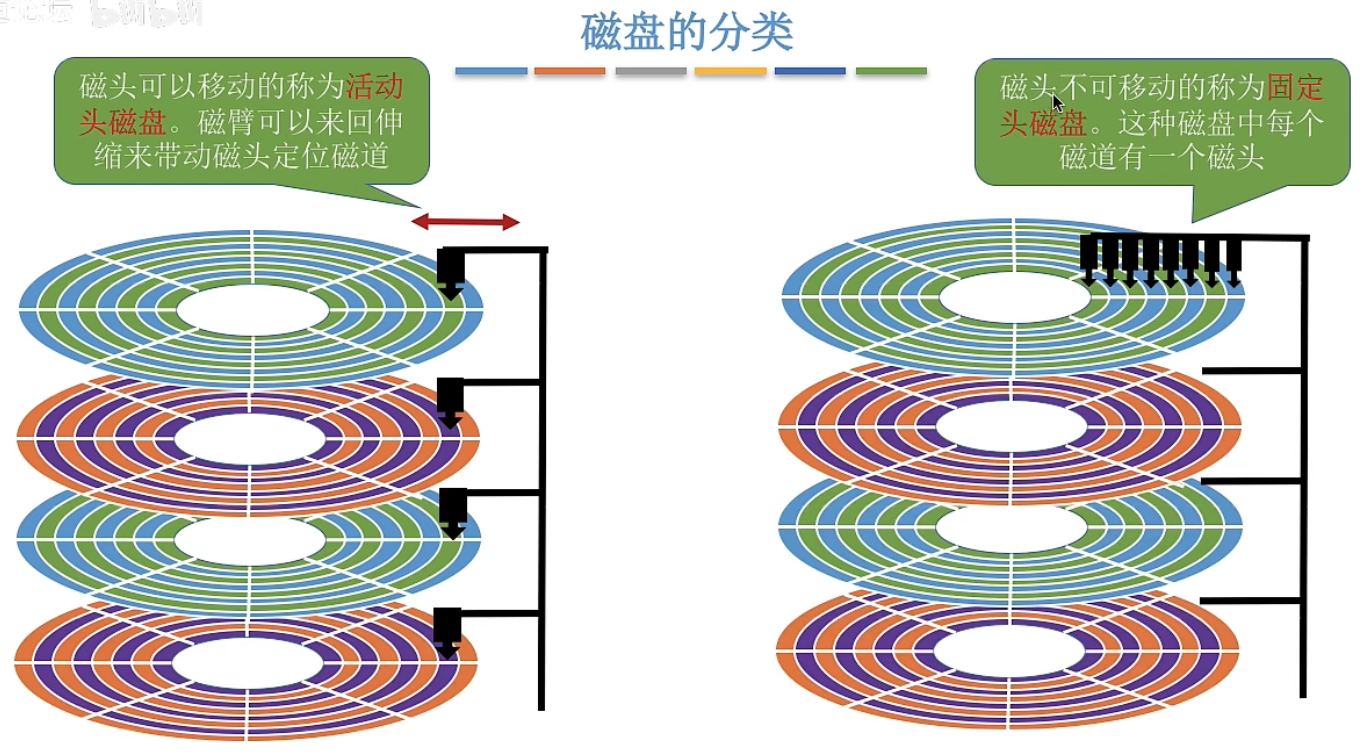 磁盘的分类
磁头可以移动的称为活动
头磁盘。磁臂可以来回伸
缩来带动磁头定位磁道
磁头不可移动的称为固定
头磁盘。这种磁盘中每个
磁道有一个磁头